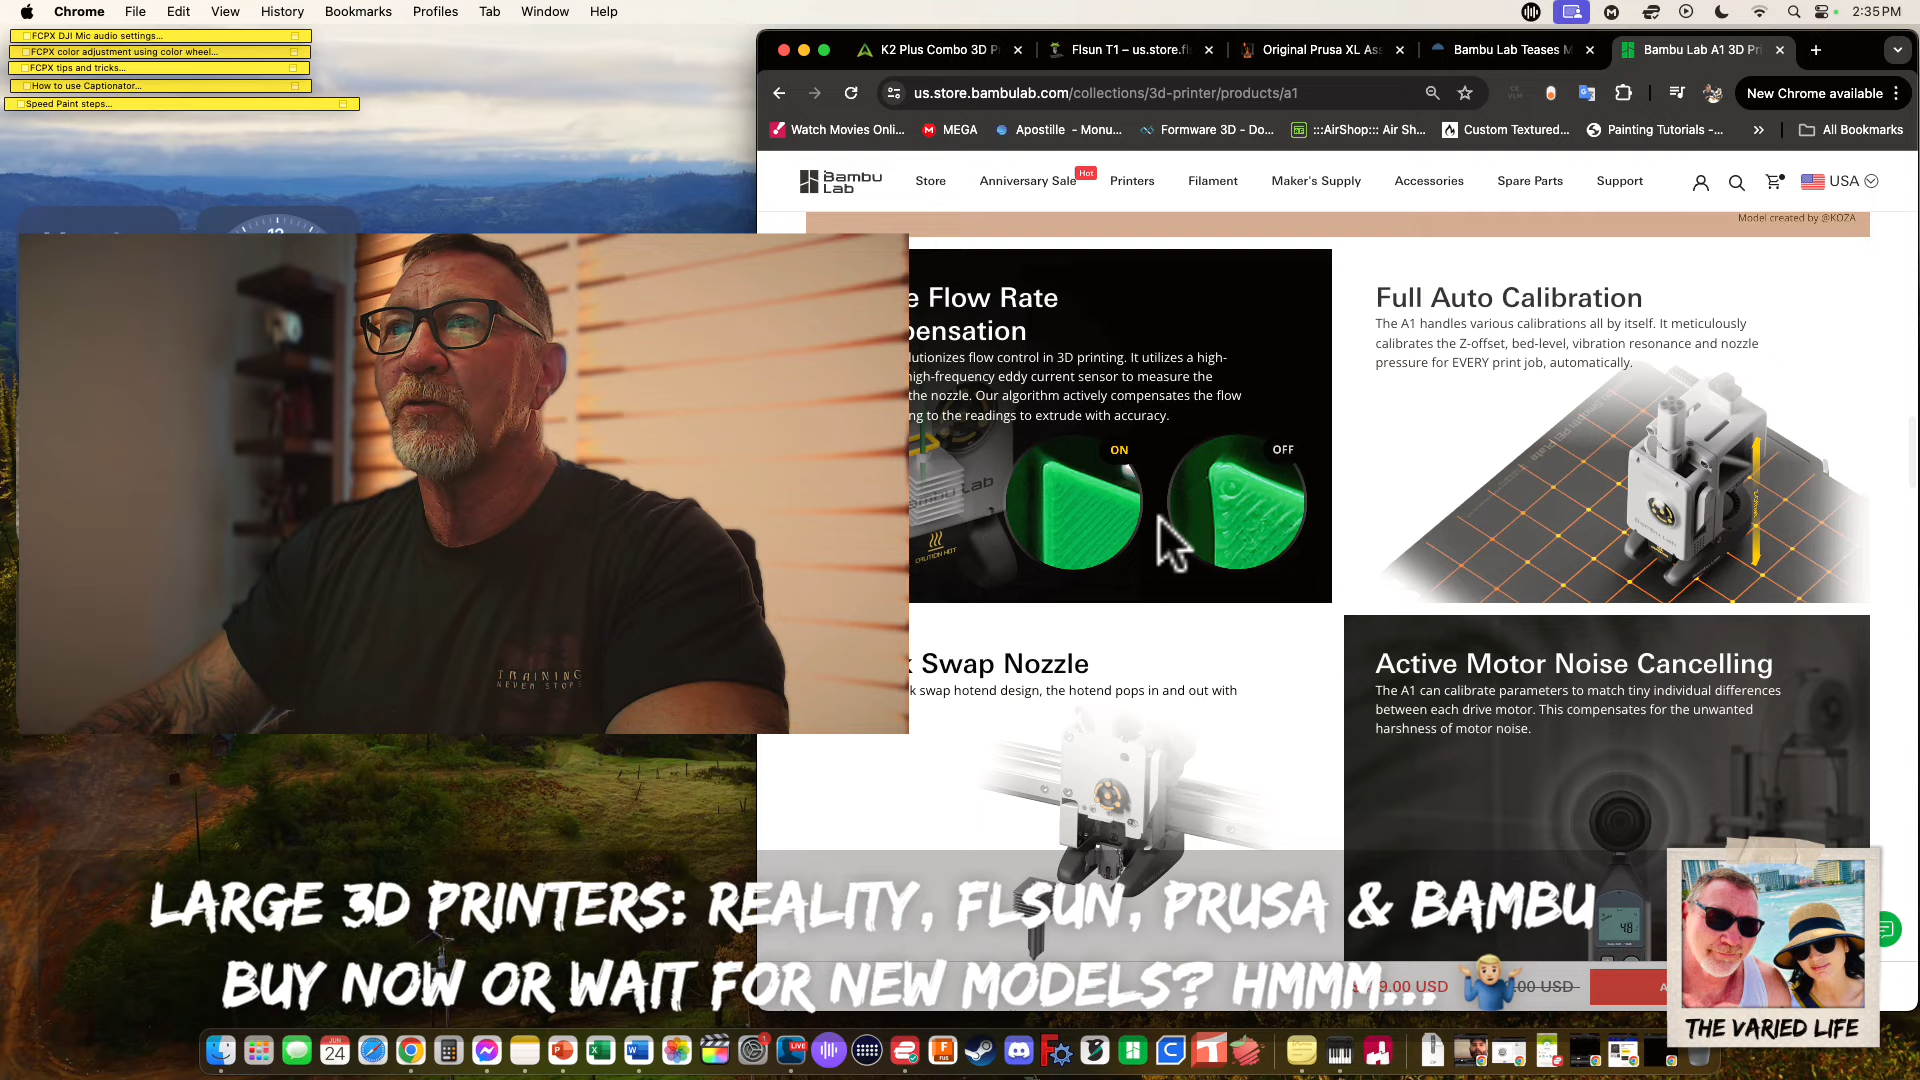 Chrome File Edit View History Bookmarks Profiles Tab Window Help
2:35 PM
FCPX DJI Mic audio settings...
FCPX color adjustment using color wheel...
FCPX tips and tricks...
How to use Captionator...
Speed Paint steps...
K2 Plus Combo 3D P
Flsun T1 – us.store.fl
Original Prusa XL Ass
Bambu Lab Teases M
Bambu Lab A1 3D Pri
us.store.bambulab.com/collections/3d-printer/products/a1
New Chrome available
Watch Movies Onli...
MEGA
Apostille - Monu...
Formware 3D - Do...
:::AirShop::: Air Sh...
Custom Textured...
Painting Tutorials -...
All Bookmarks
Bambu Lab
Store
Anniversary Sale
Hot
Printers
Filament
Maker's Supply
Accessories
Spare Parts
Support
USA
Model created by @KOZA
e Flow Rate
pensation
lutionizes flow control in 3D printing. It utilizes a high-
high-frequency eddy current sensor to measure the
the nozzle. Our algorithm actively compensates the flow
ng to the readings to extrude with accuracy.
ON
OFF
CAUTION HOT
Full Auto Calibration
The A1 handles various calibrations all by itself. It meticulously
calibrates the Z-offset, bed-level, vibration resonance and nozzle
pressure for EVERY print job, automatically.
Swap Nozzle
k swap hotend design, the hotend pops in and out with
Active Motor Noise Cancelling
The A1 can calibrate parameters to match tiny individual differences
between each drive motor. This compensates for the unwanted
harshness of motor noise.
TRAINING
NEVER STOPS
LARGE 3D PRINTERS: REALITY, FLSUN, PRUSA & BAMBU
BUY NOW OR WAIT FOR NEW MODELS? HMMM...
9.00 USD
.00 USD
THE VARIED LIFE
JUN
24